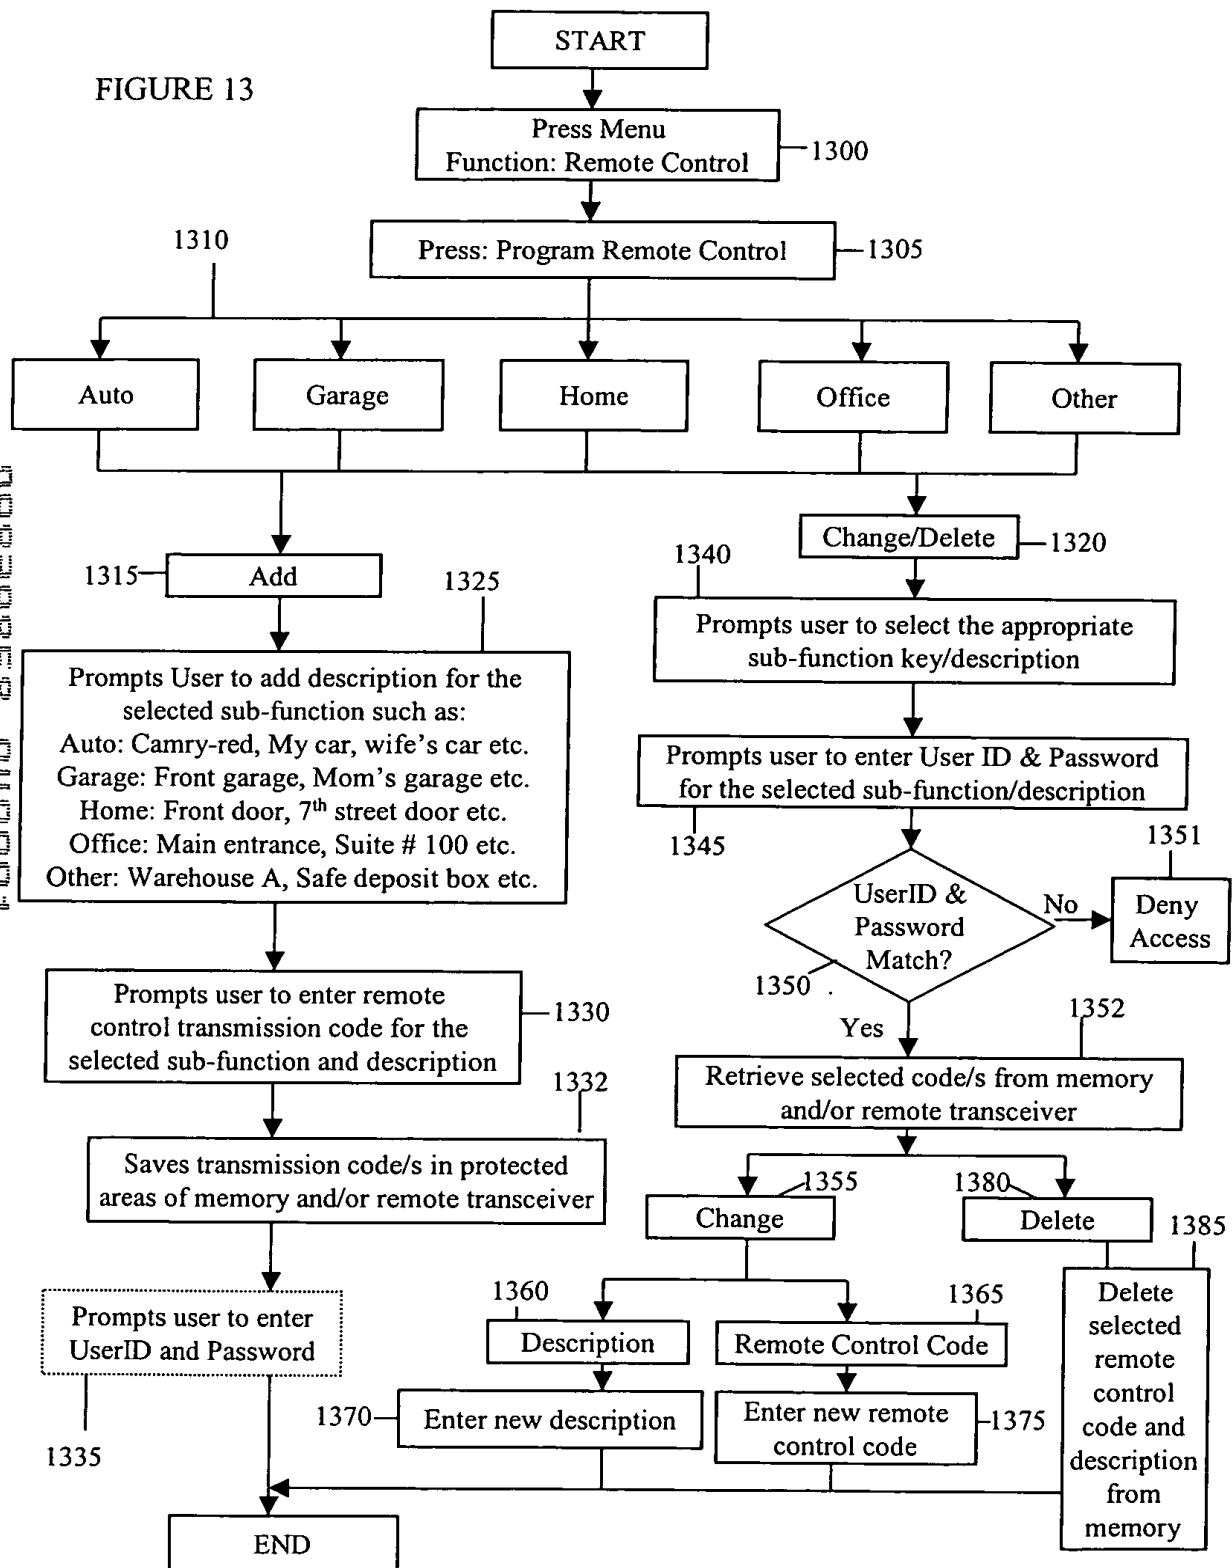 START
FIGURE 13
Press Menu
Function: Remote Control
1300
Press: Program Remote Control
1305
1310
Auto
Garage
Home
Office
Other
Change/Delete
1320
1315
Add
1325
1340
Prompts user to select the appropriate
sub-function key/description
Prompts User to add description for the
selected sub-function such as:
Auto: Camry-red, My car, wife's car etc.
Garage: Front garage, Mom's garage etc.
Home: Front door, 7th street door etc.
Office: Main entrance, Suite # 100 etc.
Other: Warehouse A, Safe deposit box etc.
Prompts user to enter User ID & Password
for the selected sub-function/description
1345
1351
UserID &
Password
Match?
No
Deny
Access
1350
Yes
1352
Prompts user to enter remote
control transmission code for the
selected sub-function and description
1330
1332
Retrieve selected code/s from memory
and/or remote transceiver
Saves transmission code/s in protected
areas of memory and/or remote transceiver
1355
Change
1380
Delete
1385
Prompts user to enter
UserID and Password
1335
1360
Description
1365
Remote Control Code
1370
Enter new description
Enter new remote
control code
1375
Delete
selected
remote
control
code and
description
from
memory
END